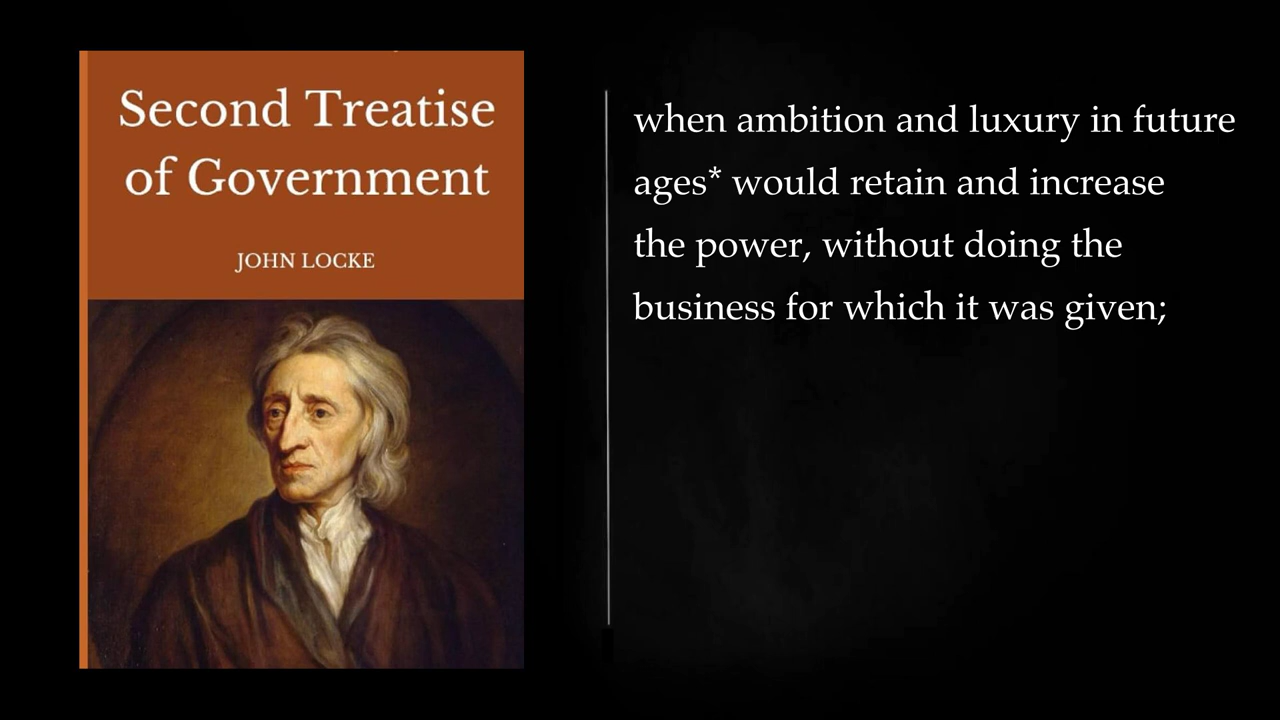 Second Treatise
of Government
JOHN LOCKE
when ambition and luxury in future
ages* would retain and increase
the power, without doing the
business for which it was given;